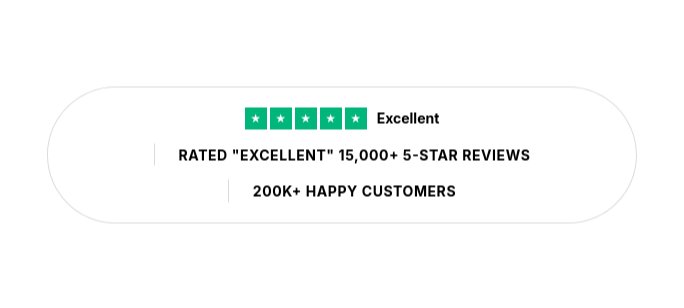 Excellent
RATED "EXCELLENT" 15,000+ 5-STAR REVIEWS
200K+ HAPPY CUSTOMERS